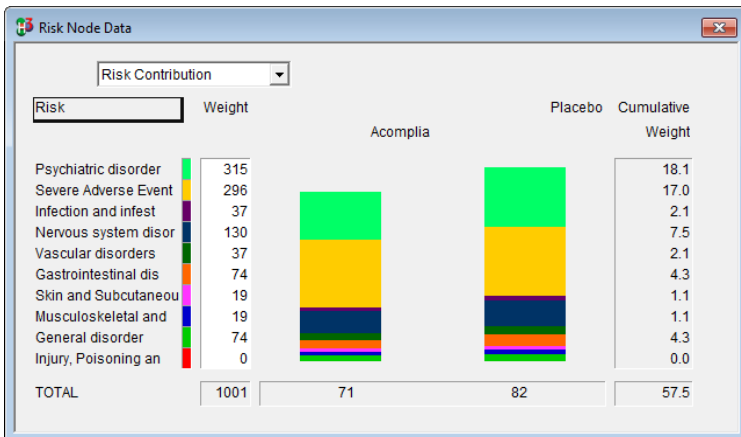 Risk Node Data
Risk Contribution
Risk Weight Placebo Cumulative
Acomplia Weight
Psychiatric disorder 315 18.1
Severe Adverse Event 296 17.0
Infection and infest 37 2.1
Nervous system disor 130 7.5
Vascular disorders 37 2.1
Gastrointestinal dis 74 4.3
Skin and Subcutaneou 19 1.1
Musculoskeletal and 19 1.1
General disorder 74 4.3
Injury, Poisoning an 0 0.0
TOTAL 1001 71 82 57.5